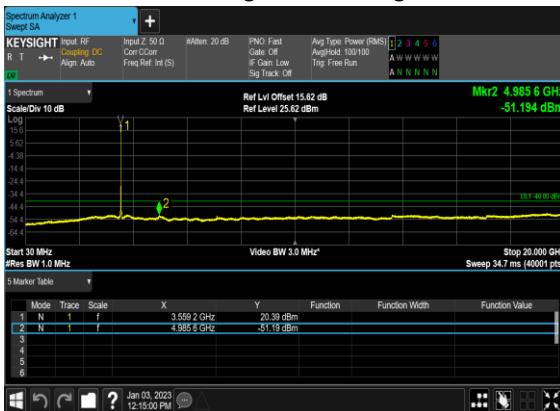 Spectrum Analyzer 1
Swept SA
+
KEYSIGHT Input: RF Input Z: 50 Ω #Atten: 20 dB PNO: Fast Avg Type: Power (RMS) 1 2 3 4 5 6
R T Coupling: DC Corr CCorr Gate: Off Avg|Hold: 100/100 A W W W W W
Align: Auto Freq Ref: Int (S) IF Gain: Low Trig: Free Run
Sig Track: Off A N N N N N
1 Spectrum Ref Lvl Offset 15.62 dB Mkr2 4.985 6 GHz
Scale/Div 10 dB Ref Level 25.62 dBm -51.194 dBm
Log
15.6
5.62
-4.38
-14.4
-24.4
-34.4
-44.4
-54.4
-64.4
1
2
DL1 -40.00 dBm
Start 30 MHz Video BW 3.0 MHz* Stop 20.000 GHz
#Res BW 1.0 MHz Sweep 34.7 ms (40001 pts)
5 Marker Table
Mode Trace Scale X Y Function Function Width Function Value
1 N 1 f 3.559 2 GHz 20.39 dBm
2 N 1 f 4.985 6 GHz -51.19 dBm
3
4
5
6
? Jan 03, 2023
12:15:00 PM